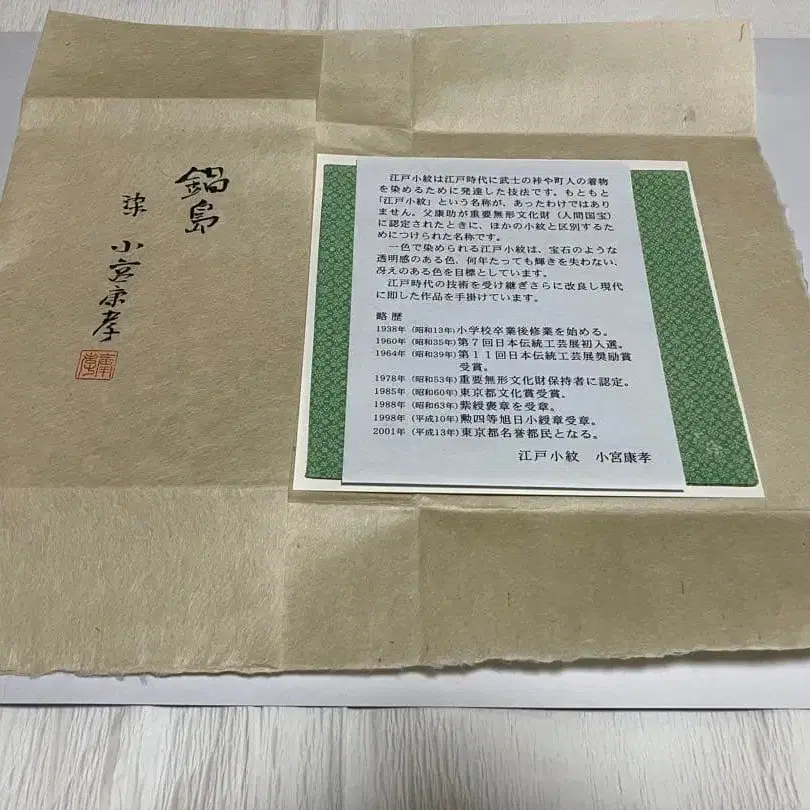 鍋島
染 小宮康孝
康孝
江戸小紋は江戸時代に武士の裃や町人の着物
を染めるために発達した技法です。もともと
「江戸小紋」という名称が、あったわけではあり
ません。父康助が重要無形文化財（人間国宝）
に認定されたときに、ほかの小紋と区別するた
めにつけられた名称です。
一色で染められる江戸小紋は、宝石のような
透明感のある色、何年たっても輝きを失わない、
冴えのある色を目標としています。
江戸時代の技術を受け継ぎさらに改良し現代
に即した作品を手掛けています。
略歴
1938年（昭和13年）小学校卒業後修業を始める。
1960年（昭和35年）第７回日本伝統工芸展初入選。
1964年（昭和39年）第１１回日本伝統工芸展奨励賞
受賞。
1978年（昭和53年）重要無形文化財保持者に認定。
1985年（昭和60年）東京都文化賞受賞。
1988年（昭和63年）紫綬褒章を受章。
1998年（平成10年）勲四等旭日小綬章受章。
2001年（平成13年）東京都名誉都民となる。
江戸小紋　小宮康孝